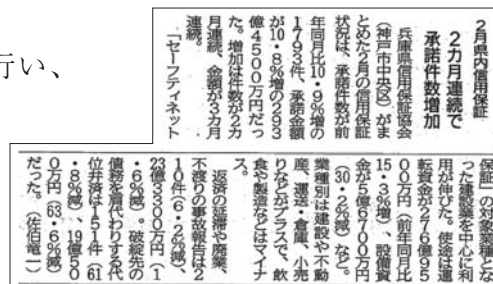 行い、
2月県内信用保証
2カ月連続で
承諾件数増加
兵庫県信用保証協会
(神戸市中央区)がま
とめた2月の信用保証
状況は、承諾件数が前
年同月比10・9%増の
1793件、承諾金額
が10・8%増の293
億4500万円だっ
た。増加は件数が2カ
月連続、金額が3カ月
連続。
「セーフティネット
保証」の対象業種とな
った建設業を中心に利
用が伸びた。使途は運
転資金が276億95
00万円(前年同月比
15・3%増)、設備資
金が5億6700万円
(30・2%減)など。
業種別は建設や不動
産、運送・倉庫、小売
りなどがプラスで、飲
食や製造などはマイナ
ス。
返済の延滞や廃業、
不渡りの事故報告は2
10件(6・2%減)、
23億3300万円(1
・6%減)。破綻先の
債務を肩代わりする代
位弁済は151件(61
・8%減)、19億50
0万円(63・6%減)
だった。(佐伯竜一)